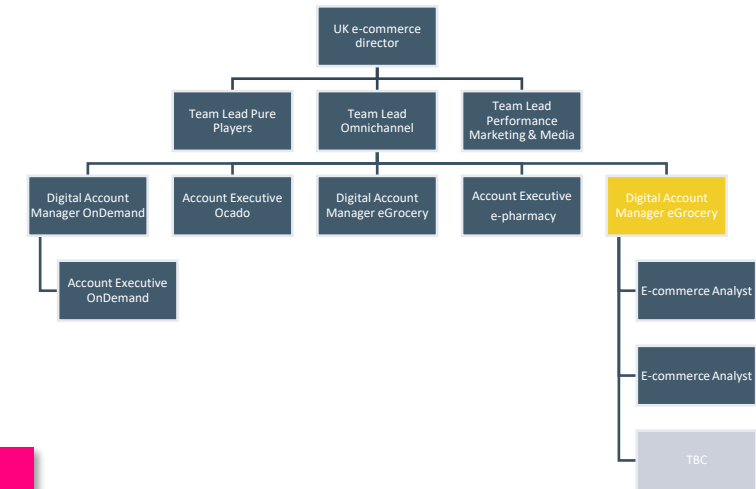 UK e-commerce
director
Team Lead Pure
Players
Team Lead
Omnichannel
Team Lead
Performance
Marketing & Media
Digital Account
Manager OnDemand
Account Executive
Ocado
Digital Account
Manager eGrocery
Account Executive
e-pharmacy
Digital Account
Manager eGrocery
Account Executive
OnDemand
E-commerce Analyst
E-commerce Analyst
TBC